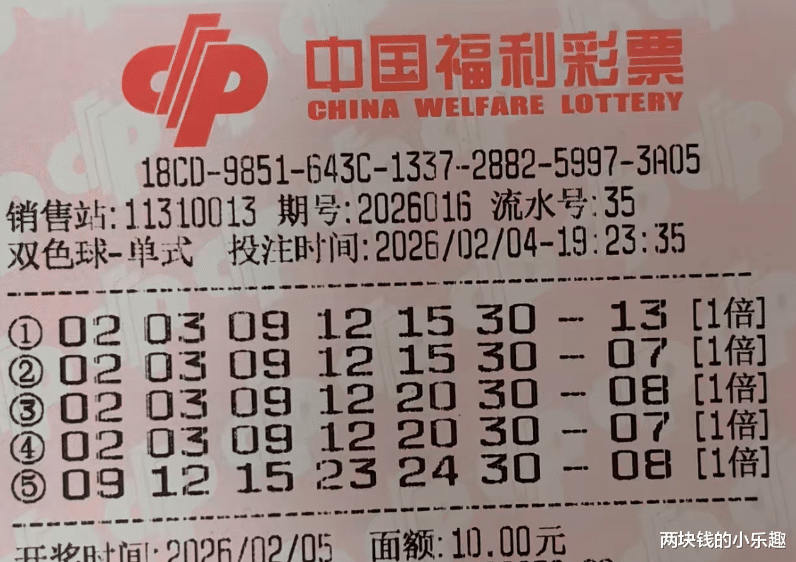 中国福利彩票
CHINA WELFARE LOTTERY
18CD-9851-643C-1337-2882-5997-3A05
销售站:11310013 期号:2026016 流水号:35
双色球-单式 投注时间:2026/02/04-19:23:35
① 02 03 09 12 15 30 - 13 [1倍]
② 02 03 09 12 15 30 - 07 [1倍]
③ 02 03 09 12 20 30 - 08 [1倍]
④ 02 03 09 12 20 30 - 07 [1倍]
⑤ 09 12 15 23 24 30 - 08 [1倍]
开奖时间:2026/02/05 面额:10.00元
两块钱的小乐趣